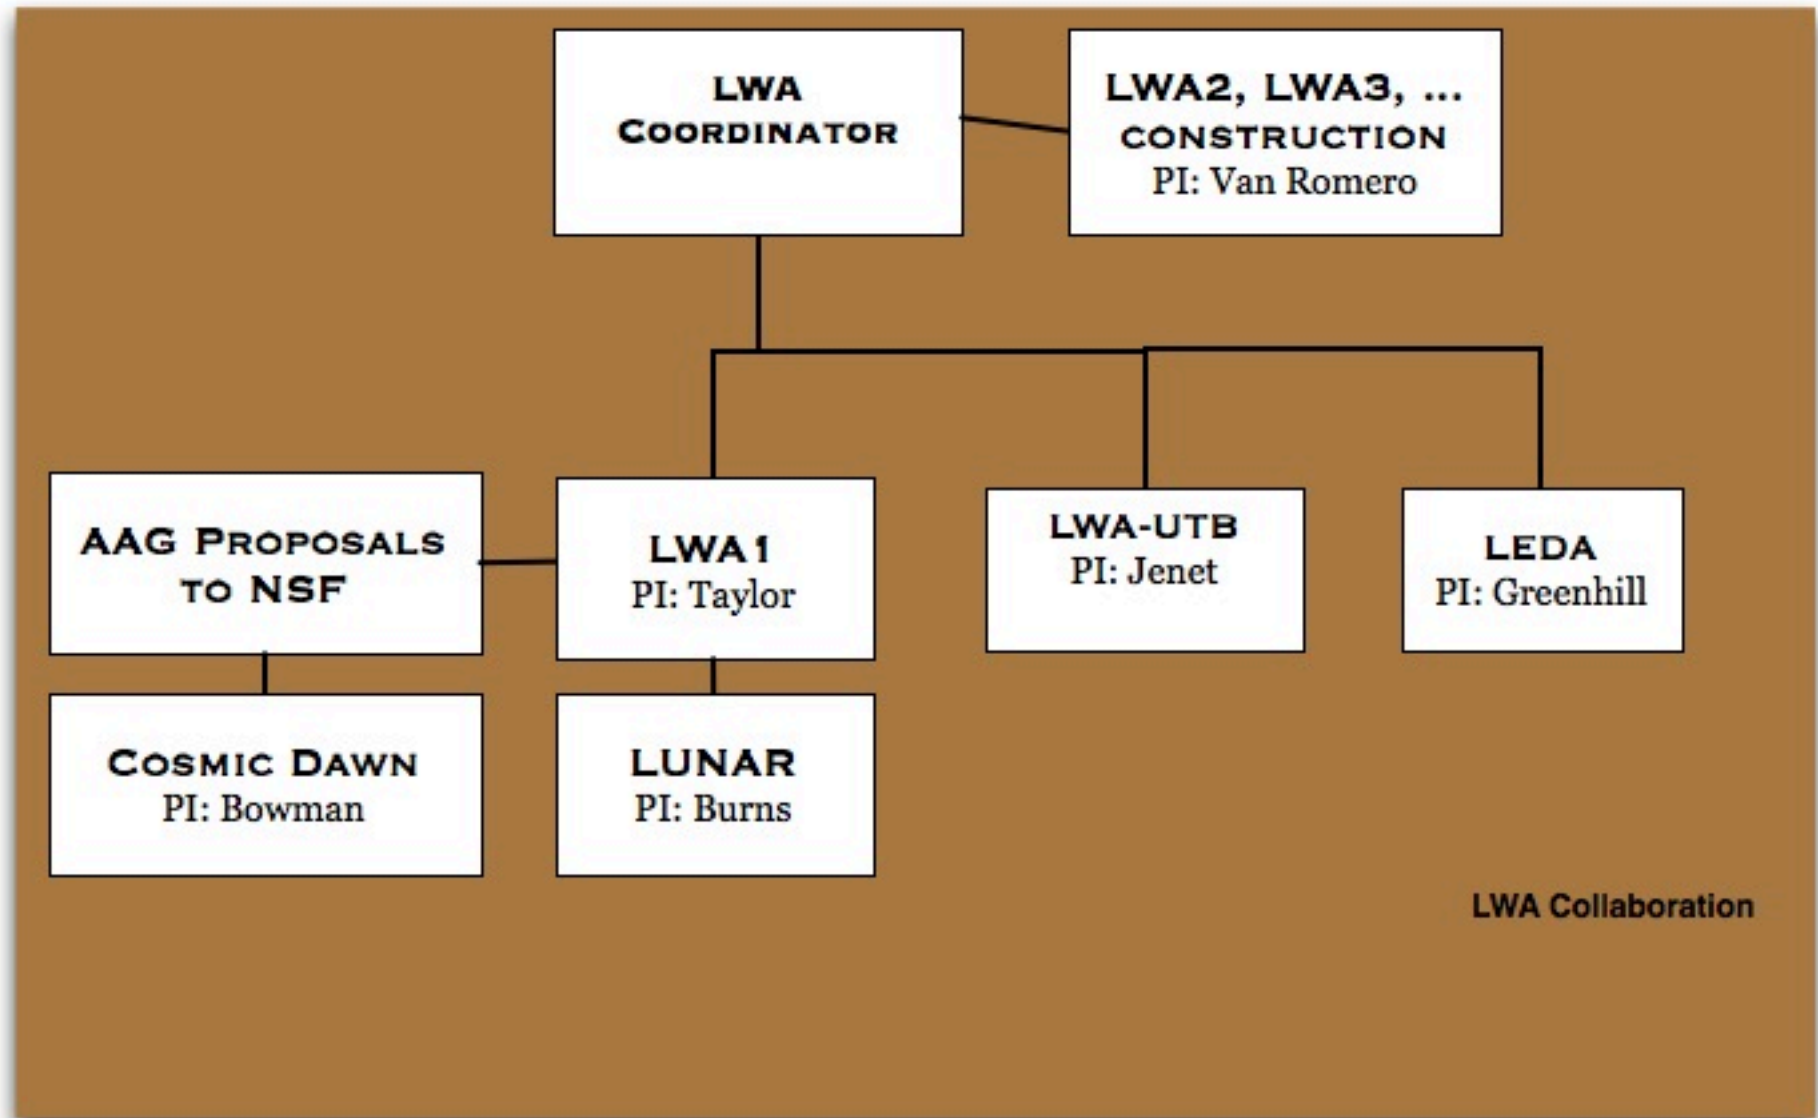 LWA
COORDINATOR
LWA2, LWA3, ...
CONSTRUCTION
PI: Van Romero
AAG PROPOSALS
TO NSF
LWA1
PI: Taylor
LWA-UTB
PI: Jenet
LEDA
PI: Greenhill
COSMIC DAWN
PI: Bowman
LUNAR
PI: Burns
LWA Collaboration